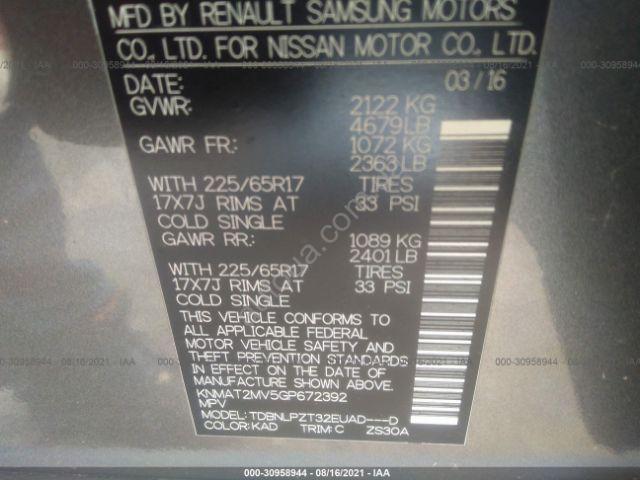 MFD BY RENAULT SAMSUNG MOTORS
CO., LTD. FOR NISSAN MOTOR CO., LTD.
DATE: 03/16
GVWR: 2122 KG
4679 LB
GAWR FR: 1072 KG
2363 LB
WITH 225/65R17 TIRES
17X7J RIMS AT 33 PSI
COLD SINGLE
GAWR RR: 1089 KG
2401 LB
WITH 225/65R17 TIRES
17X7J RIMS AT 33 PSI
COLD SINGLE
THIS VEHICLE CONFORMS TO
ALL APPLICABLE FEDERAL
MOTOR VEHICLE SAFETY AND
THEFT PREVENTION STANDARDS
IN EFFECT ON THE DATE OF
MANUFACTURE SHOWN ABOVE.
KNMAT2MV5GP672392
MPV
MODEL: TDBNLPZT32EUAD---D
COLOR: KAD TRIM: C ZS30A
000-30958944 - 08/16/2021 - IAA